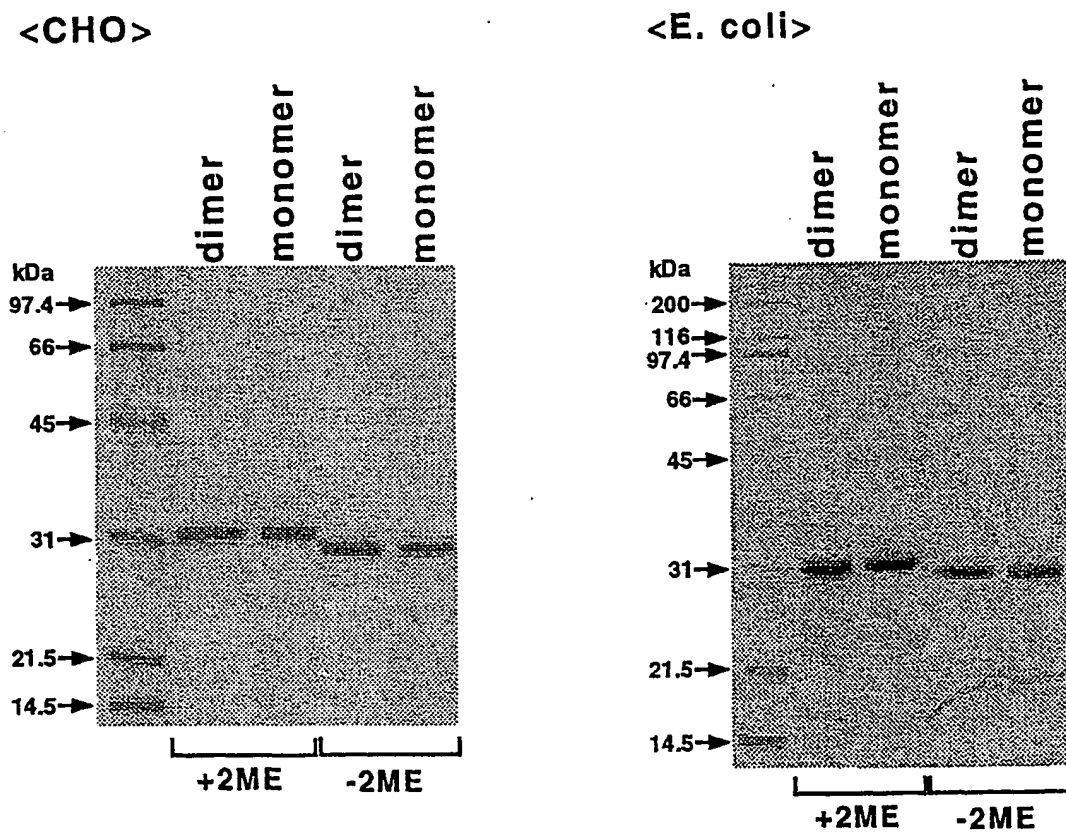 <CHO>
dimer
monomer
dimer
monomer
kDa
97.4
66
45
31
21.5
14.5
+2ME
-2ME
<E. coli>
dimer
monomer
dimer
monomer
kDa
200
116
97.4
66
45
31
21.5
14.5
+2ME
-2ME